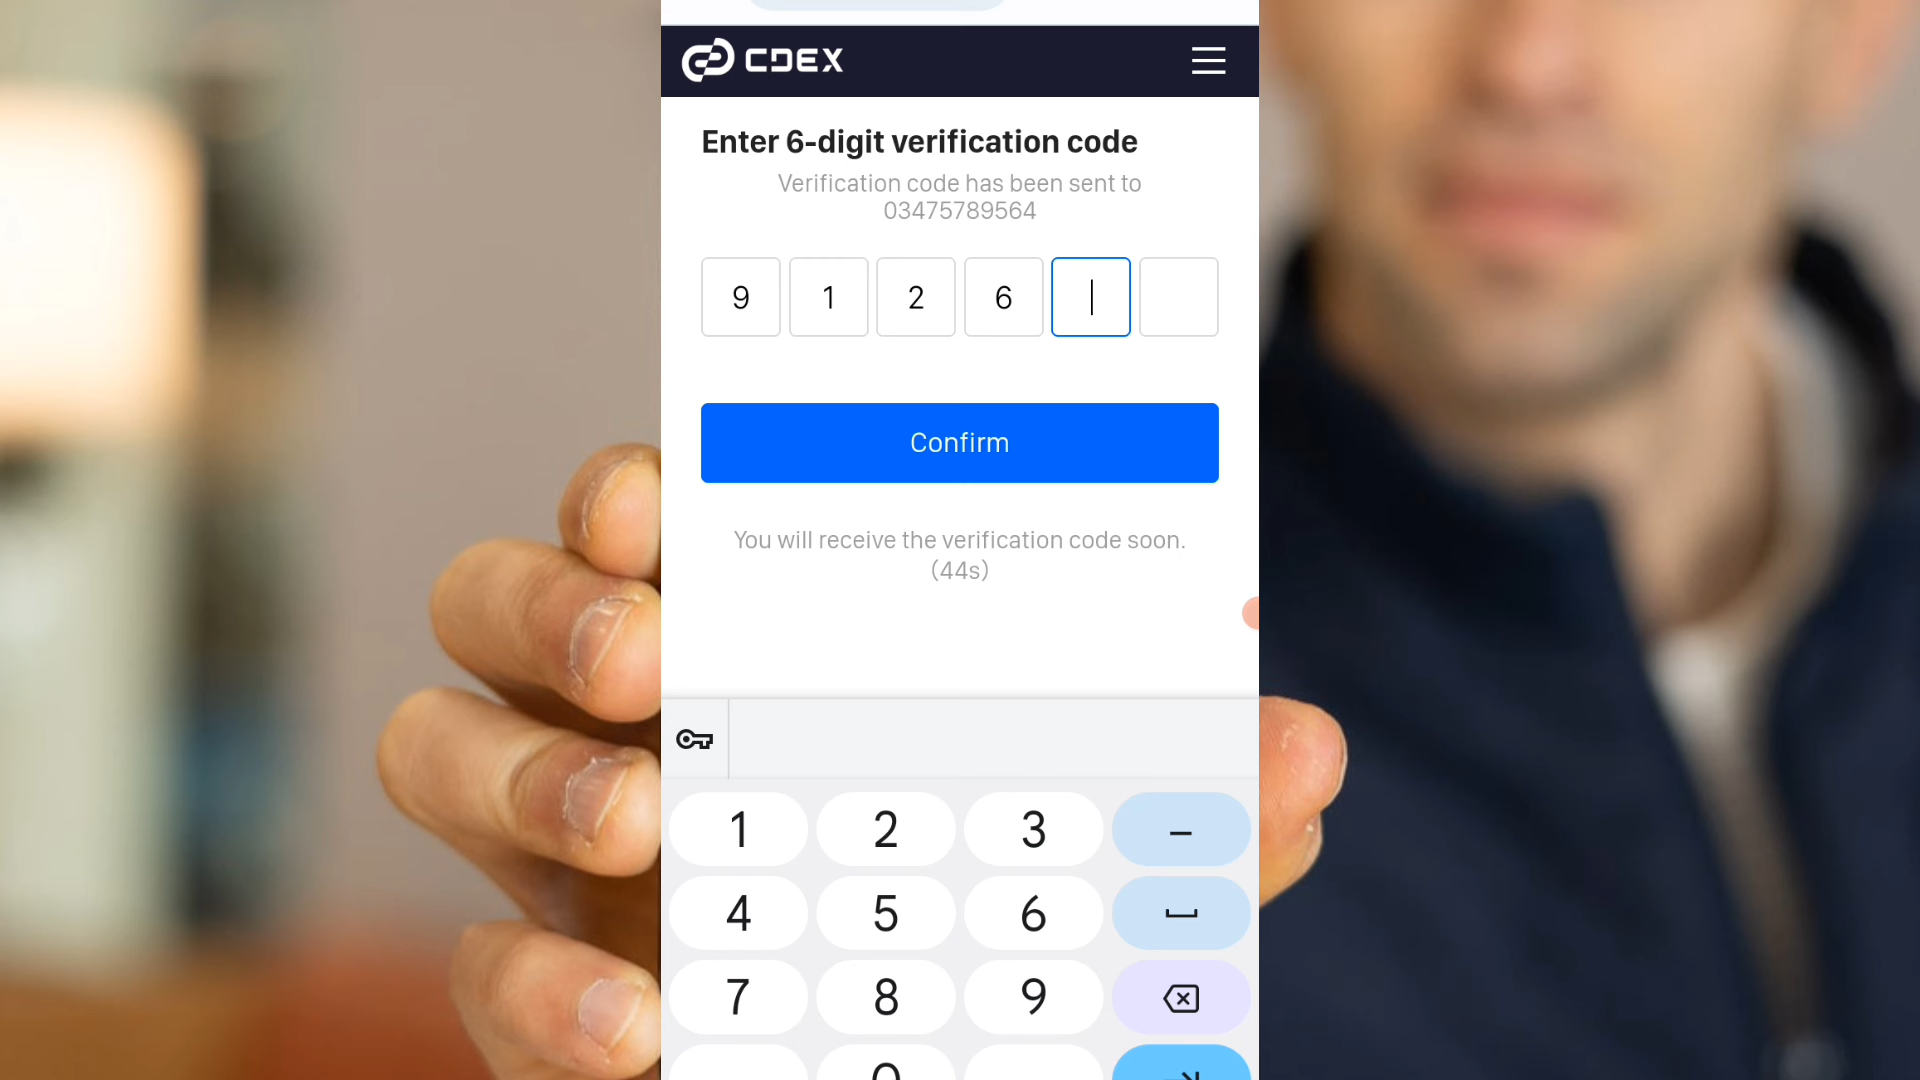 CDEX
Enter 6-digit verification code
Verification code has been sent to
03475789564
9 1 2 6
Confirm
You will receive the verification code soon.
(44s)
1 2 3 –
4 5 6
7 8 9
0